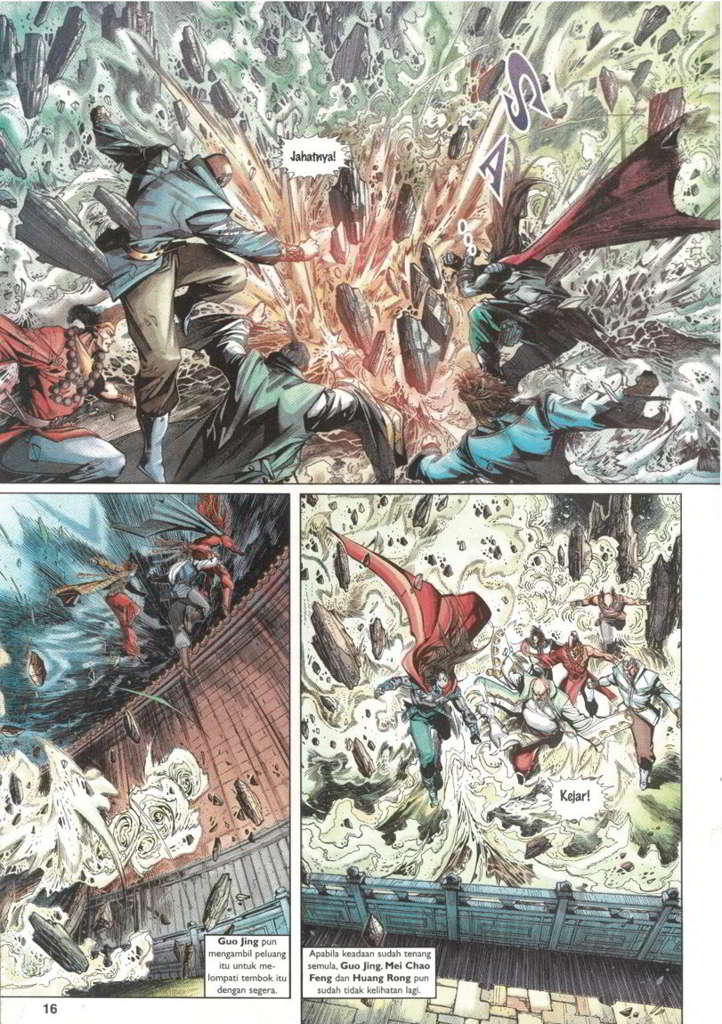 Jahatnya!
SA
Guo Jing pun
mengambil peluang
itu untuk me-
lompati tembok itu
dengan segera.
Kejar!
Apabila keadaan sudah tenang
semula, Guo Jing, Mei Chao
Feng dan Huang Rong pun
sudah tidak kelihatan lagi.
16